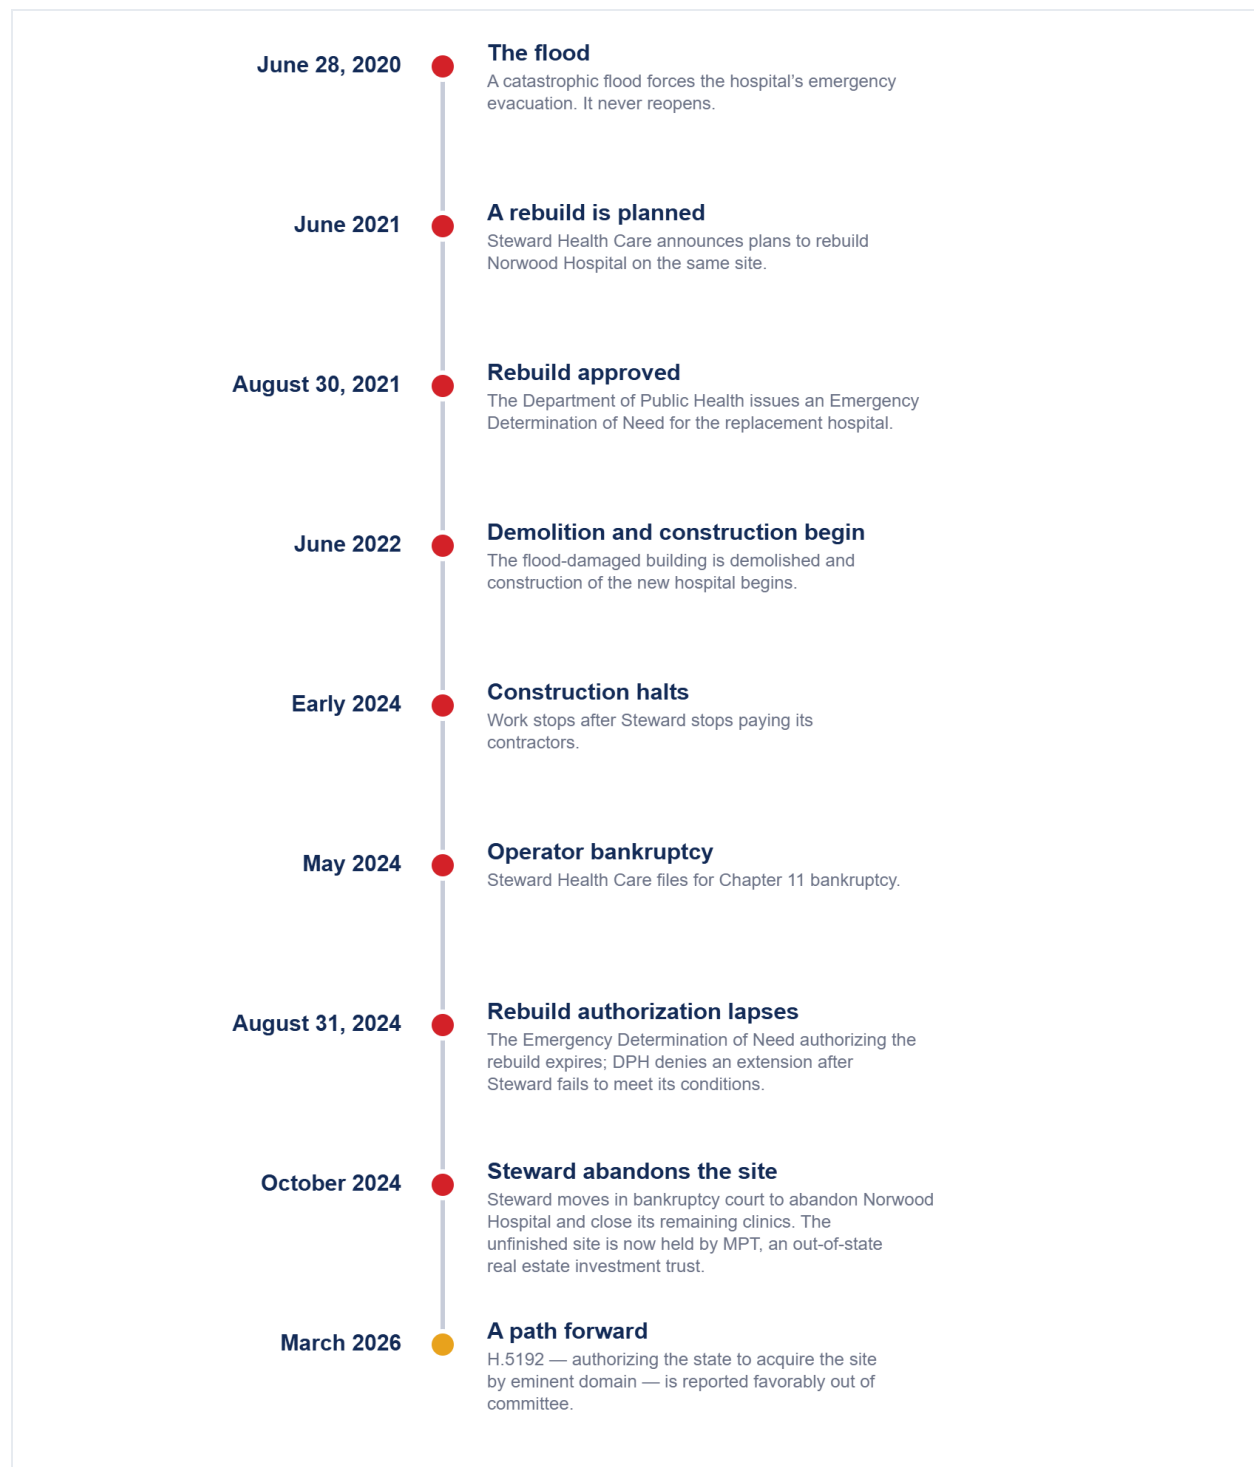 June 28, 2020
The flood
A catastrophic flood forces the hospital’s emergency
evacuation. It never reopens.
June 2021
A rebuild is planned
Steward Health Care announces plans to rebuild
Norwood Hospital on the same site.
August 30, 2021
Rebuild approved
The Department of Public Health issues an Emergency
Determination of Need for the replacement hospital.
June 2022
Demolition and construction begin
The flood-damaged building is demolished and
construction of the new hospital begins.
Early 2024
Construction halts
Work stops after Steward stops paying its
contractors.
May 2024
Operator bankruptcy
Steward Health Care files for Chapter 11 bankruptcy.
August 31, 2024
Rebuild authorization lapses
The Emergency Determination of Need authorizing the
rebuild expires; DPH denies an extension after
Steward fails to meet its conditions.
October 2024
Steward abandons the site
Steward moves in bankruptcy court to abandon Norwood
Hospital and close its remaining clinics. The
unfinished site is now held by MPT, an out-of-state
real estate investment trust.
March 2026
A path forward
H.5192 — authorizing the state to acquire the site
by eminent domain — is reported favorably out of
committee.